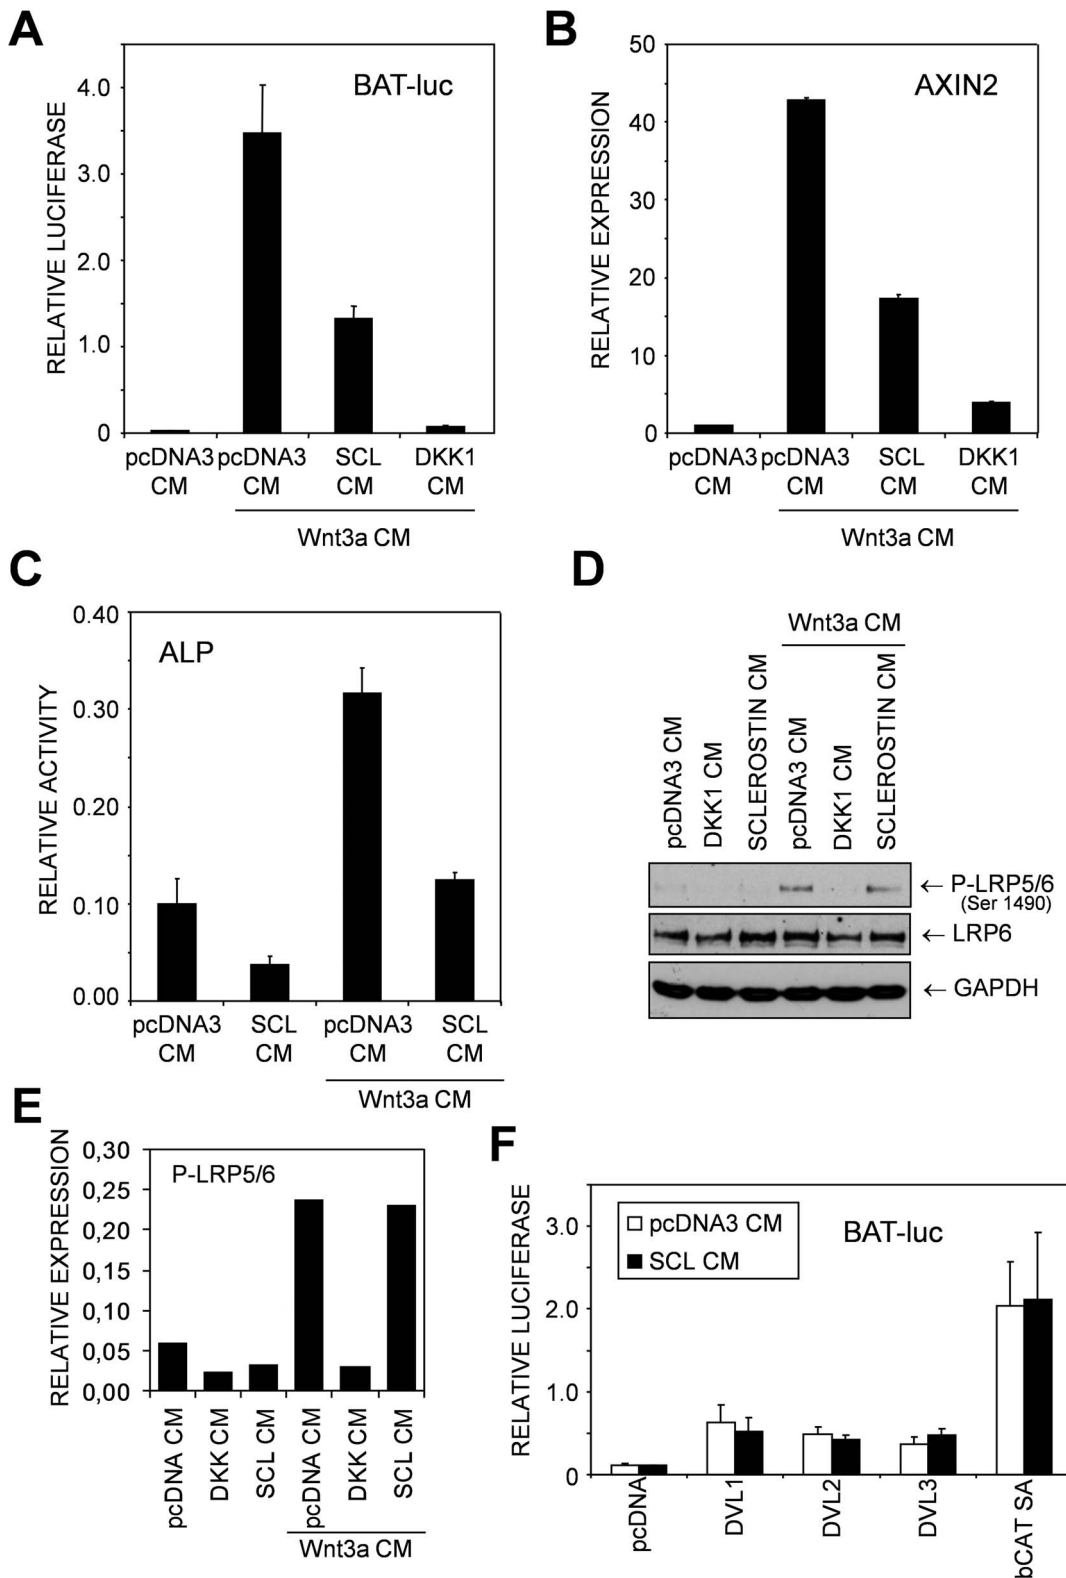 A
RELATIVE LUCIFERASE
BAT-luc
4.0
3.0
2.0
1.0
0
pcDNA3 CM
pcDNA3 CM
SCL CM
DKK1 CM
Wnt3a CM
B
RELATIVE EXPRESSION
AXIN2
50
40
30
20
10
0
pcDNA3 CM
pcDNA3 CM
SCL CM
DKK1 CM
Wnt3a CM
C
RELATIVE ACTIVITY
ALP
0.40
0.30
0.20
0.10
0.00
pcDNA3 CM
SCL CM
pcDNA3 CM
SCL CM
Wnt3a CM
D
Wnt3a CM
pcDNA3 CM
DKK1 CM
SCLEROSTIN CM
pcDNA3 CM
DKK1 CM
SCLEROSTIN CM
← P-LRP5/6
(Ser 1490)
← LRP6
← GAPDH
E
RELATIVE EXPRESSION
P-LRP5/6
0,30
0,25
0,20
0,15
0,10
0,05
0,00
pcDNA CM
DKK CM
SCL CM
pcDNA CM
DKK CM
SCL CM
Wnt3a CM
F
RELATIVE LUCIFERASE
pcDNA3 CM
SCL CM
BAT-luc
3.0
2.0
1.0
0
pcDNA
DVL1
DVL2
DVL3
bCAT SA